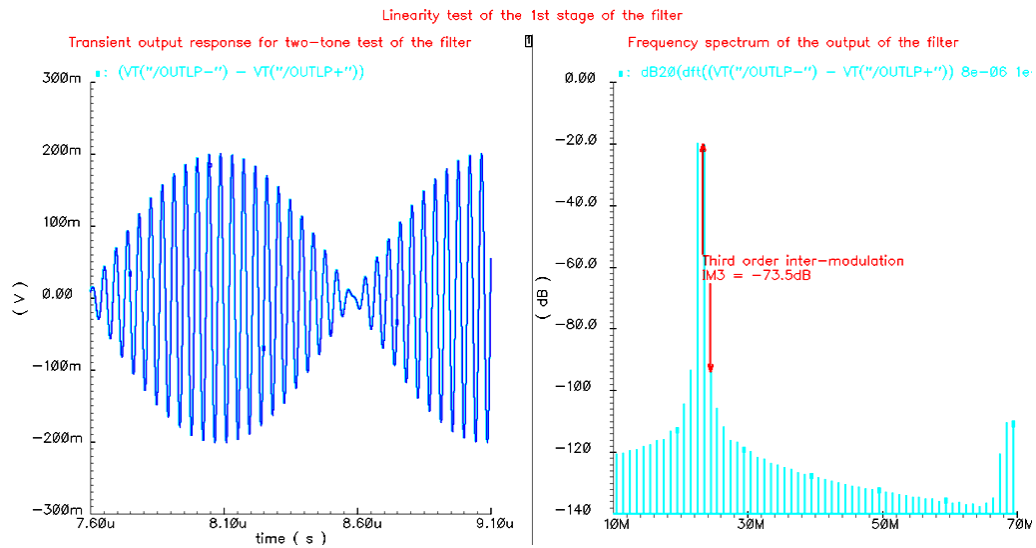 Linearity test of the 1st stage of the filter
Transient output response for two-tone test of the filter
: (VT("/OUTLP-") - VT("/OUTLP+"))
300m
200m
100m
0.00
-100m
-200m
-300m
( V )
7.60u 8.10u 8.60u 9.10u
time ( s )
1
Frequency spectrum of the output of the filter
: dB20(dft((VT("/OUTLP-") - VT("/OUTLP+")) 8e-06 1e-
0.00
-20.0
-40.0
-60.0
-80.0
-100
-120
-140
( dB )
Third order inter-modulation
IM3 = -73.5dB
10M 30M 50M 70M